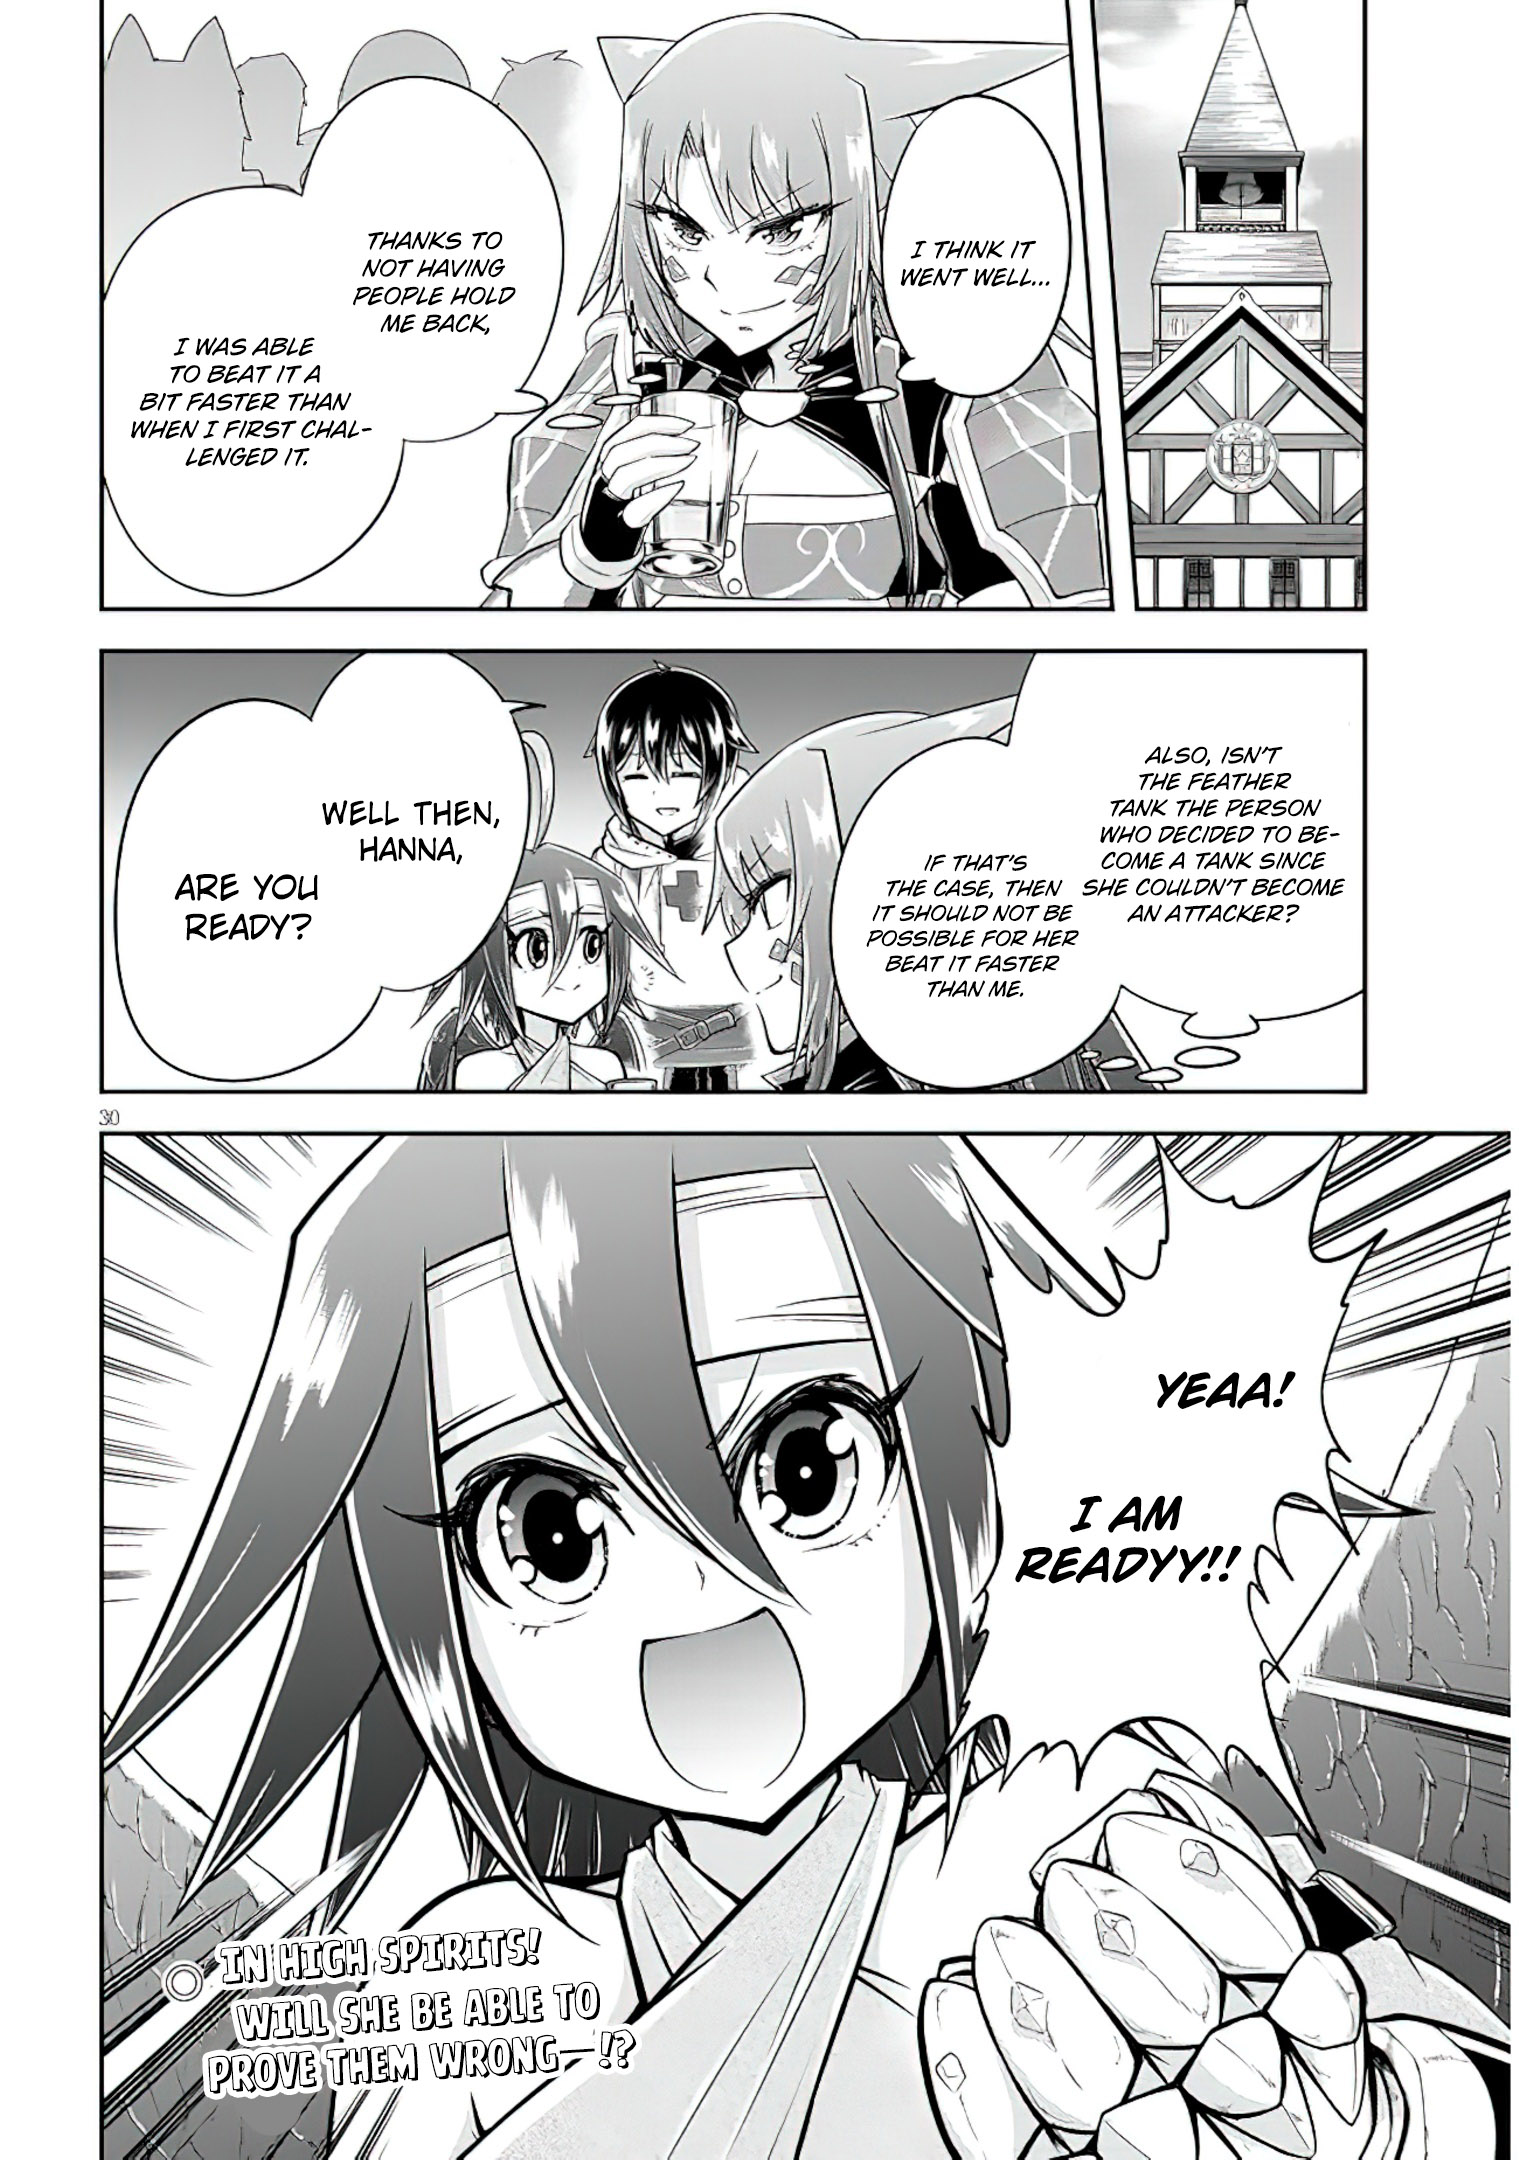 I THINK IT
WENT WELL...
THANKS TO
NOT HAVING
PEOPLE HOLD
ME BACK,
I WAS ABLE
TO BEAT IT A
BIT FASTER THAN
WHEN I FIRST CHAL-
LENGED IT.
ALSO, ISN'T
THE FEATHER
TANK THE PERSON
WHO DECIDED TO BE-
COME A TANK SINCE
SHE COULDN'T BECOME
AN ATTACKER?
IF THAT'S
THE CASE, THEN
IT SHOULD NOT BE
POSSIBLE FOR HER
BEAT IT FASTER
THAN ME.
WELL THEN,
HANNA,
ARE YOU
READY?
30
YEAA!
I AM
READYY!!
IN HIGH SPIRITS!
WILL SHE BE ABLE TO
PROVE THEM WRONG—!?